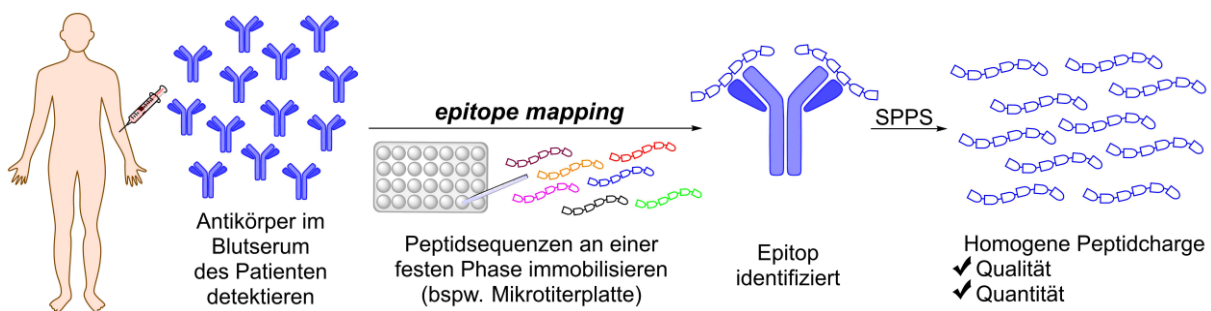 Antikörper im
Blutserum
des Patienten
detektieren
epitope mapping
Peptidsequenzen an einer
festen Phase immobilisieren
(bspw. Mikrotiterplatte)
Epitop
identifiziert
SPPS
Homogene Peptidcharge
✔ Qualität
✔ Quantität